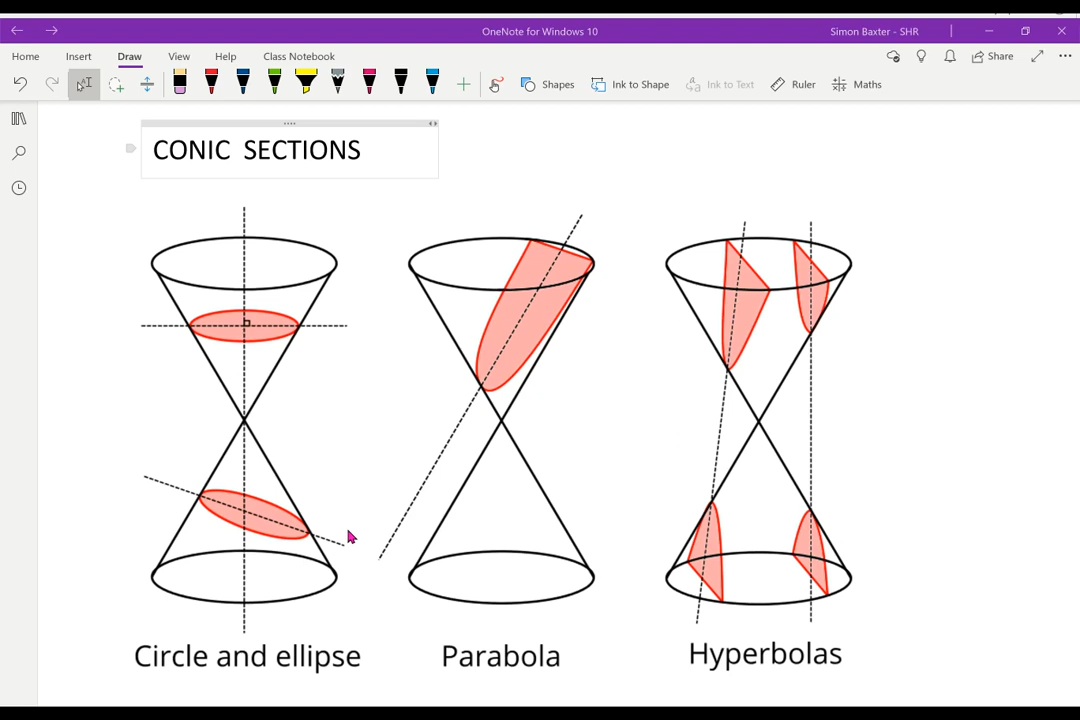 OneNote for Windows 10
Simon Baxter - SHR
Home Insert Draw View Help Class Notebook
Share
Shapes Ink to Shape Ink to Text Ruler Maths
CONIC SECTIONS
Circle and ellipse
Parabola
Hyperbolas